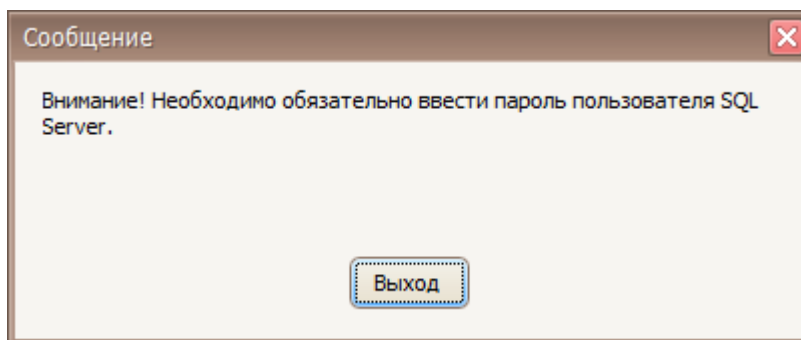 Сообщение
Внимание! Необходимо обязательно ввести пароль пользователя SQL
Server.
Выход